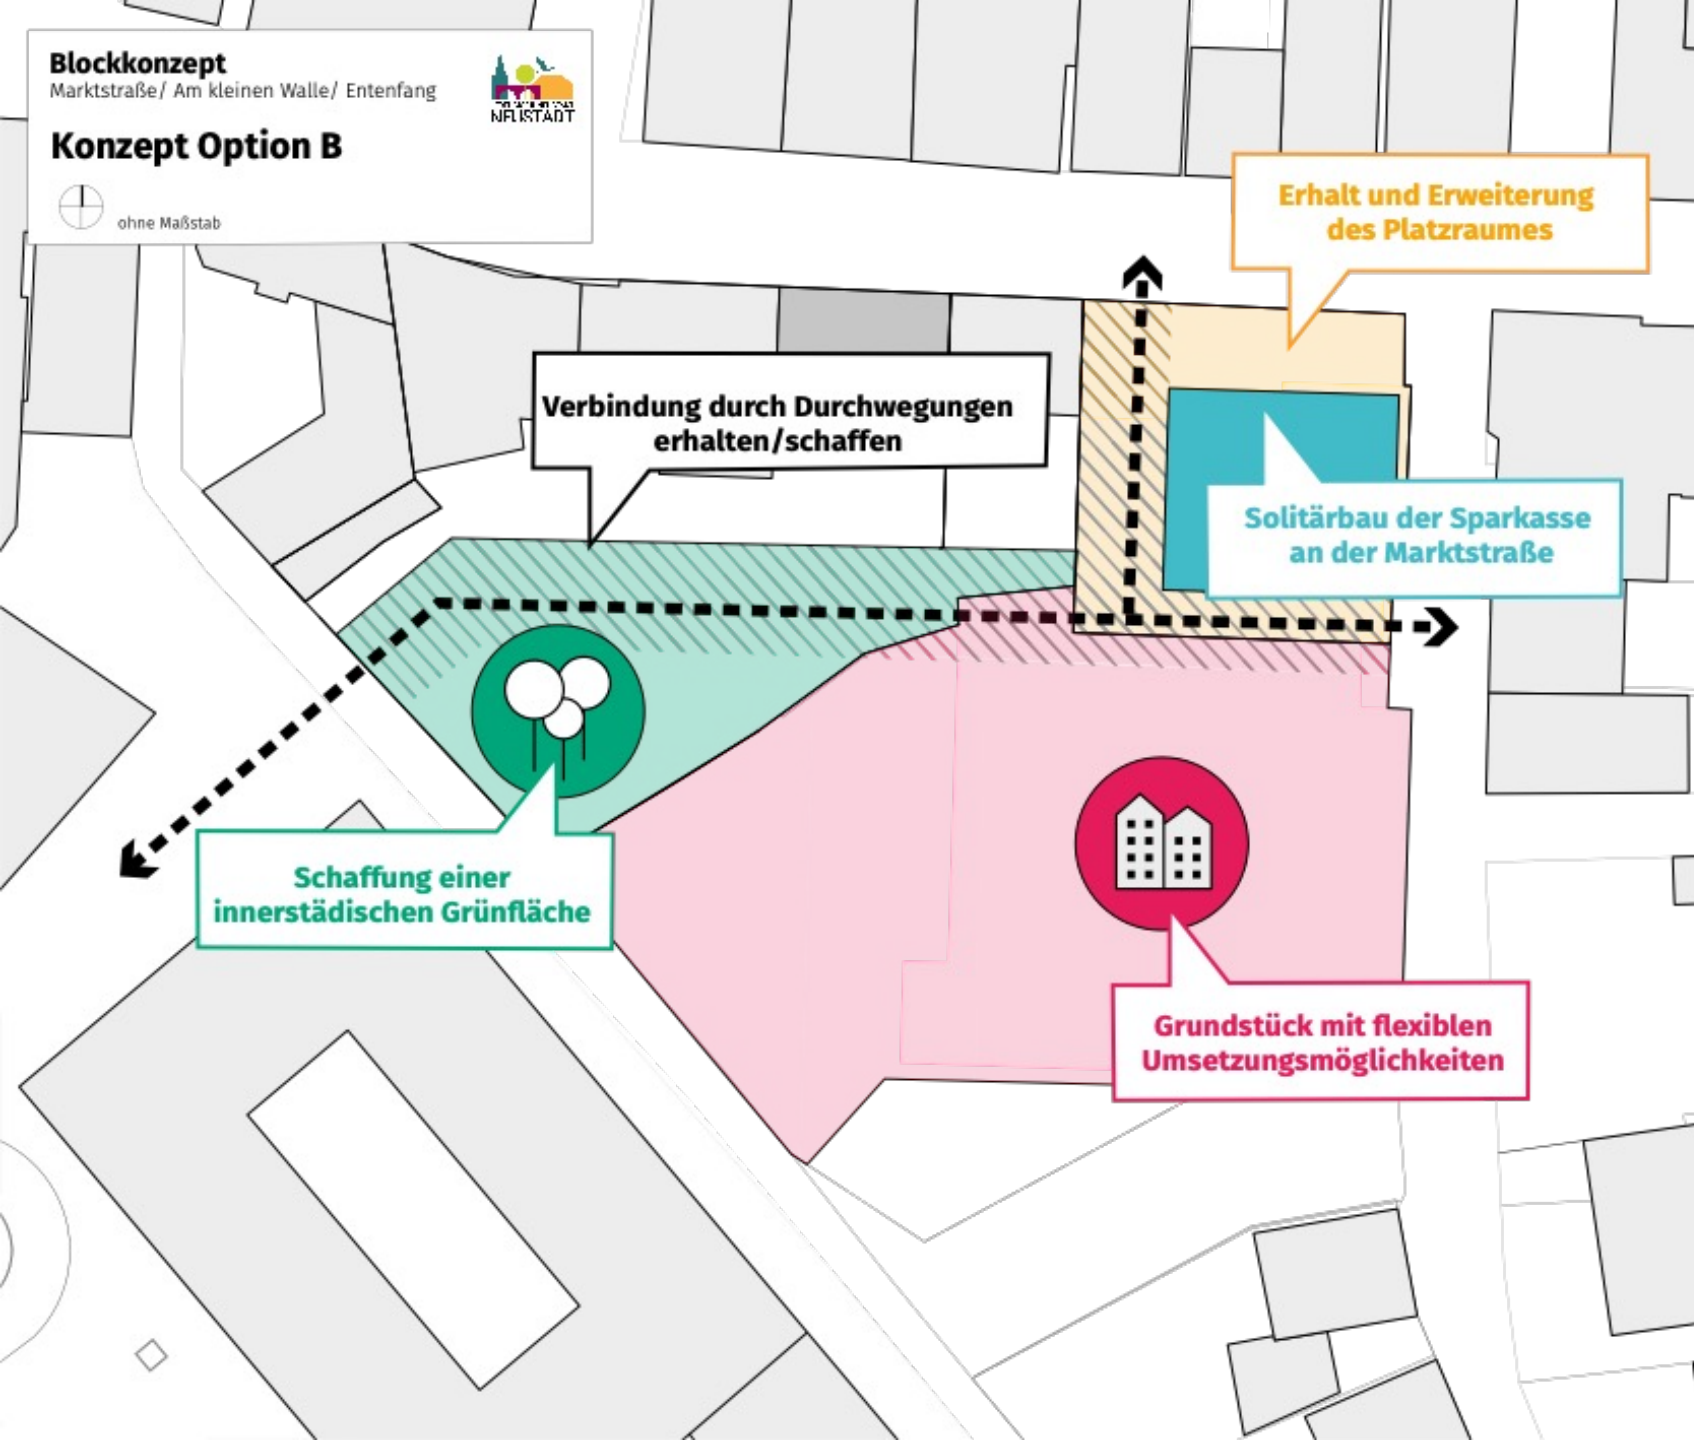 Blockkonzept
Marktstraße/ Am kleinen Walle/ Entenfang
NEUSTADT
Konzept Option B
ohne Maßstab
Erhalt und Erweiterung
des Platzraumes
Verbindung durch Durchwegungen
erhalten/schaffen
Solitärbau der Sparkasse
an der Marktstraße
Schaffung einer
innerstädischen Grünfläche
Grundstück mit flexiblen
Umsetzungsmöglichkeiten